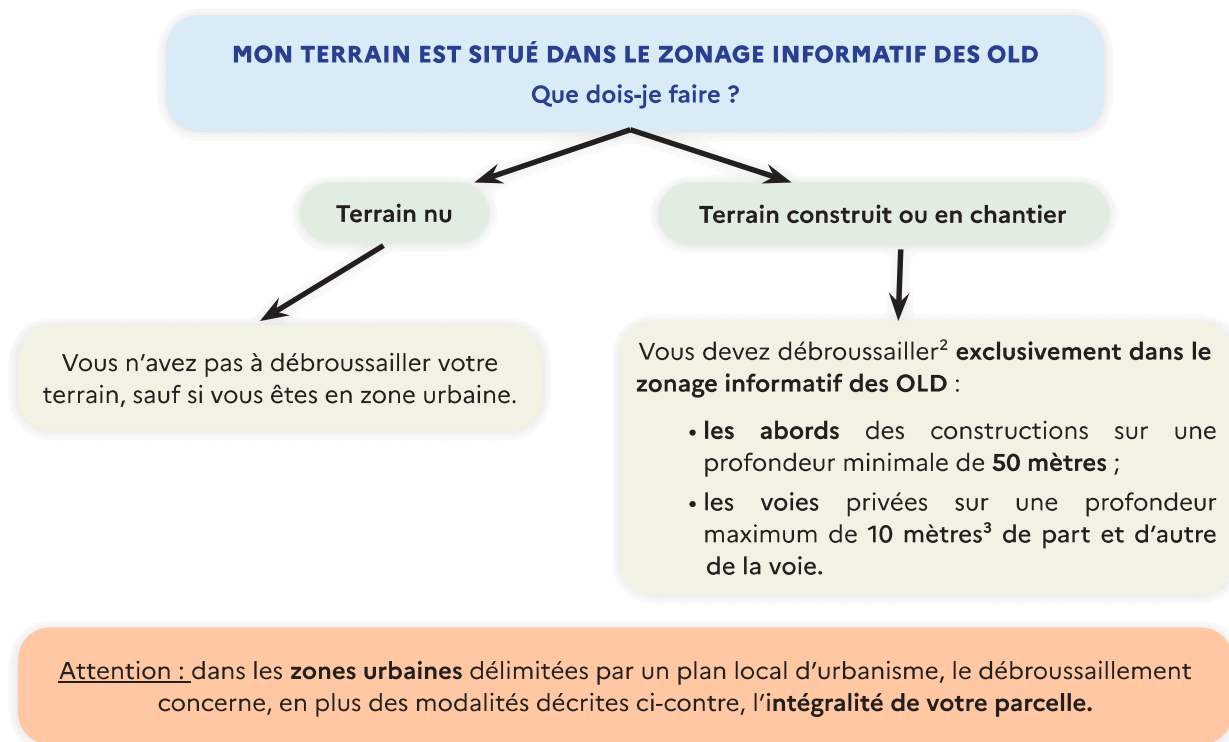 MON TERRAIN EST SITUÉ DANS LE ZONAGE INFORMATIF DES OLD
Que dois-je faire ?
Terrain nu
Terrain construit ou en chantier
Vous n'avez pas à débroussailler votre
terrain, sauf si vous êtes en zone urbaine.
Vous devez débroussailler² exclusivement dans le
zonage informatif des OLD :
• les abords des constructions sur une
profondeur minimale de 50 mètres ;
• les voies privées sur une profondeur
maximum de 10 mètres³ de part et d'autre
de la voie.
Attention : dans les zones urbaines délimitées par un plan local d'urbanisme, le débroussaillement
concerne, en plus des modalités décrites ci-contre, l'intégralité de votre parcelle.